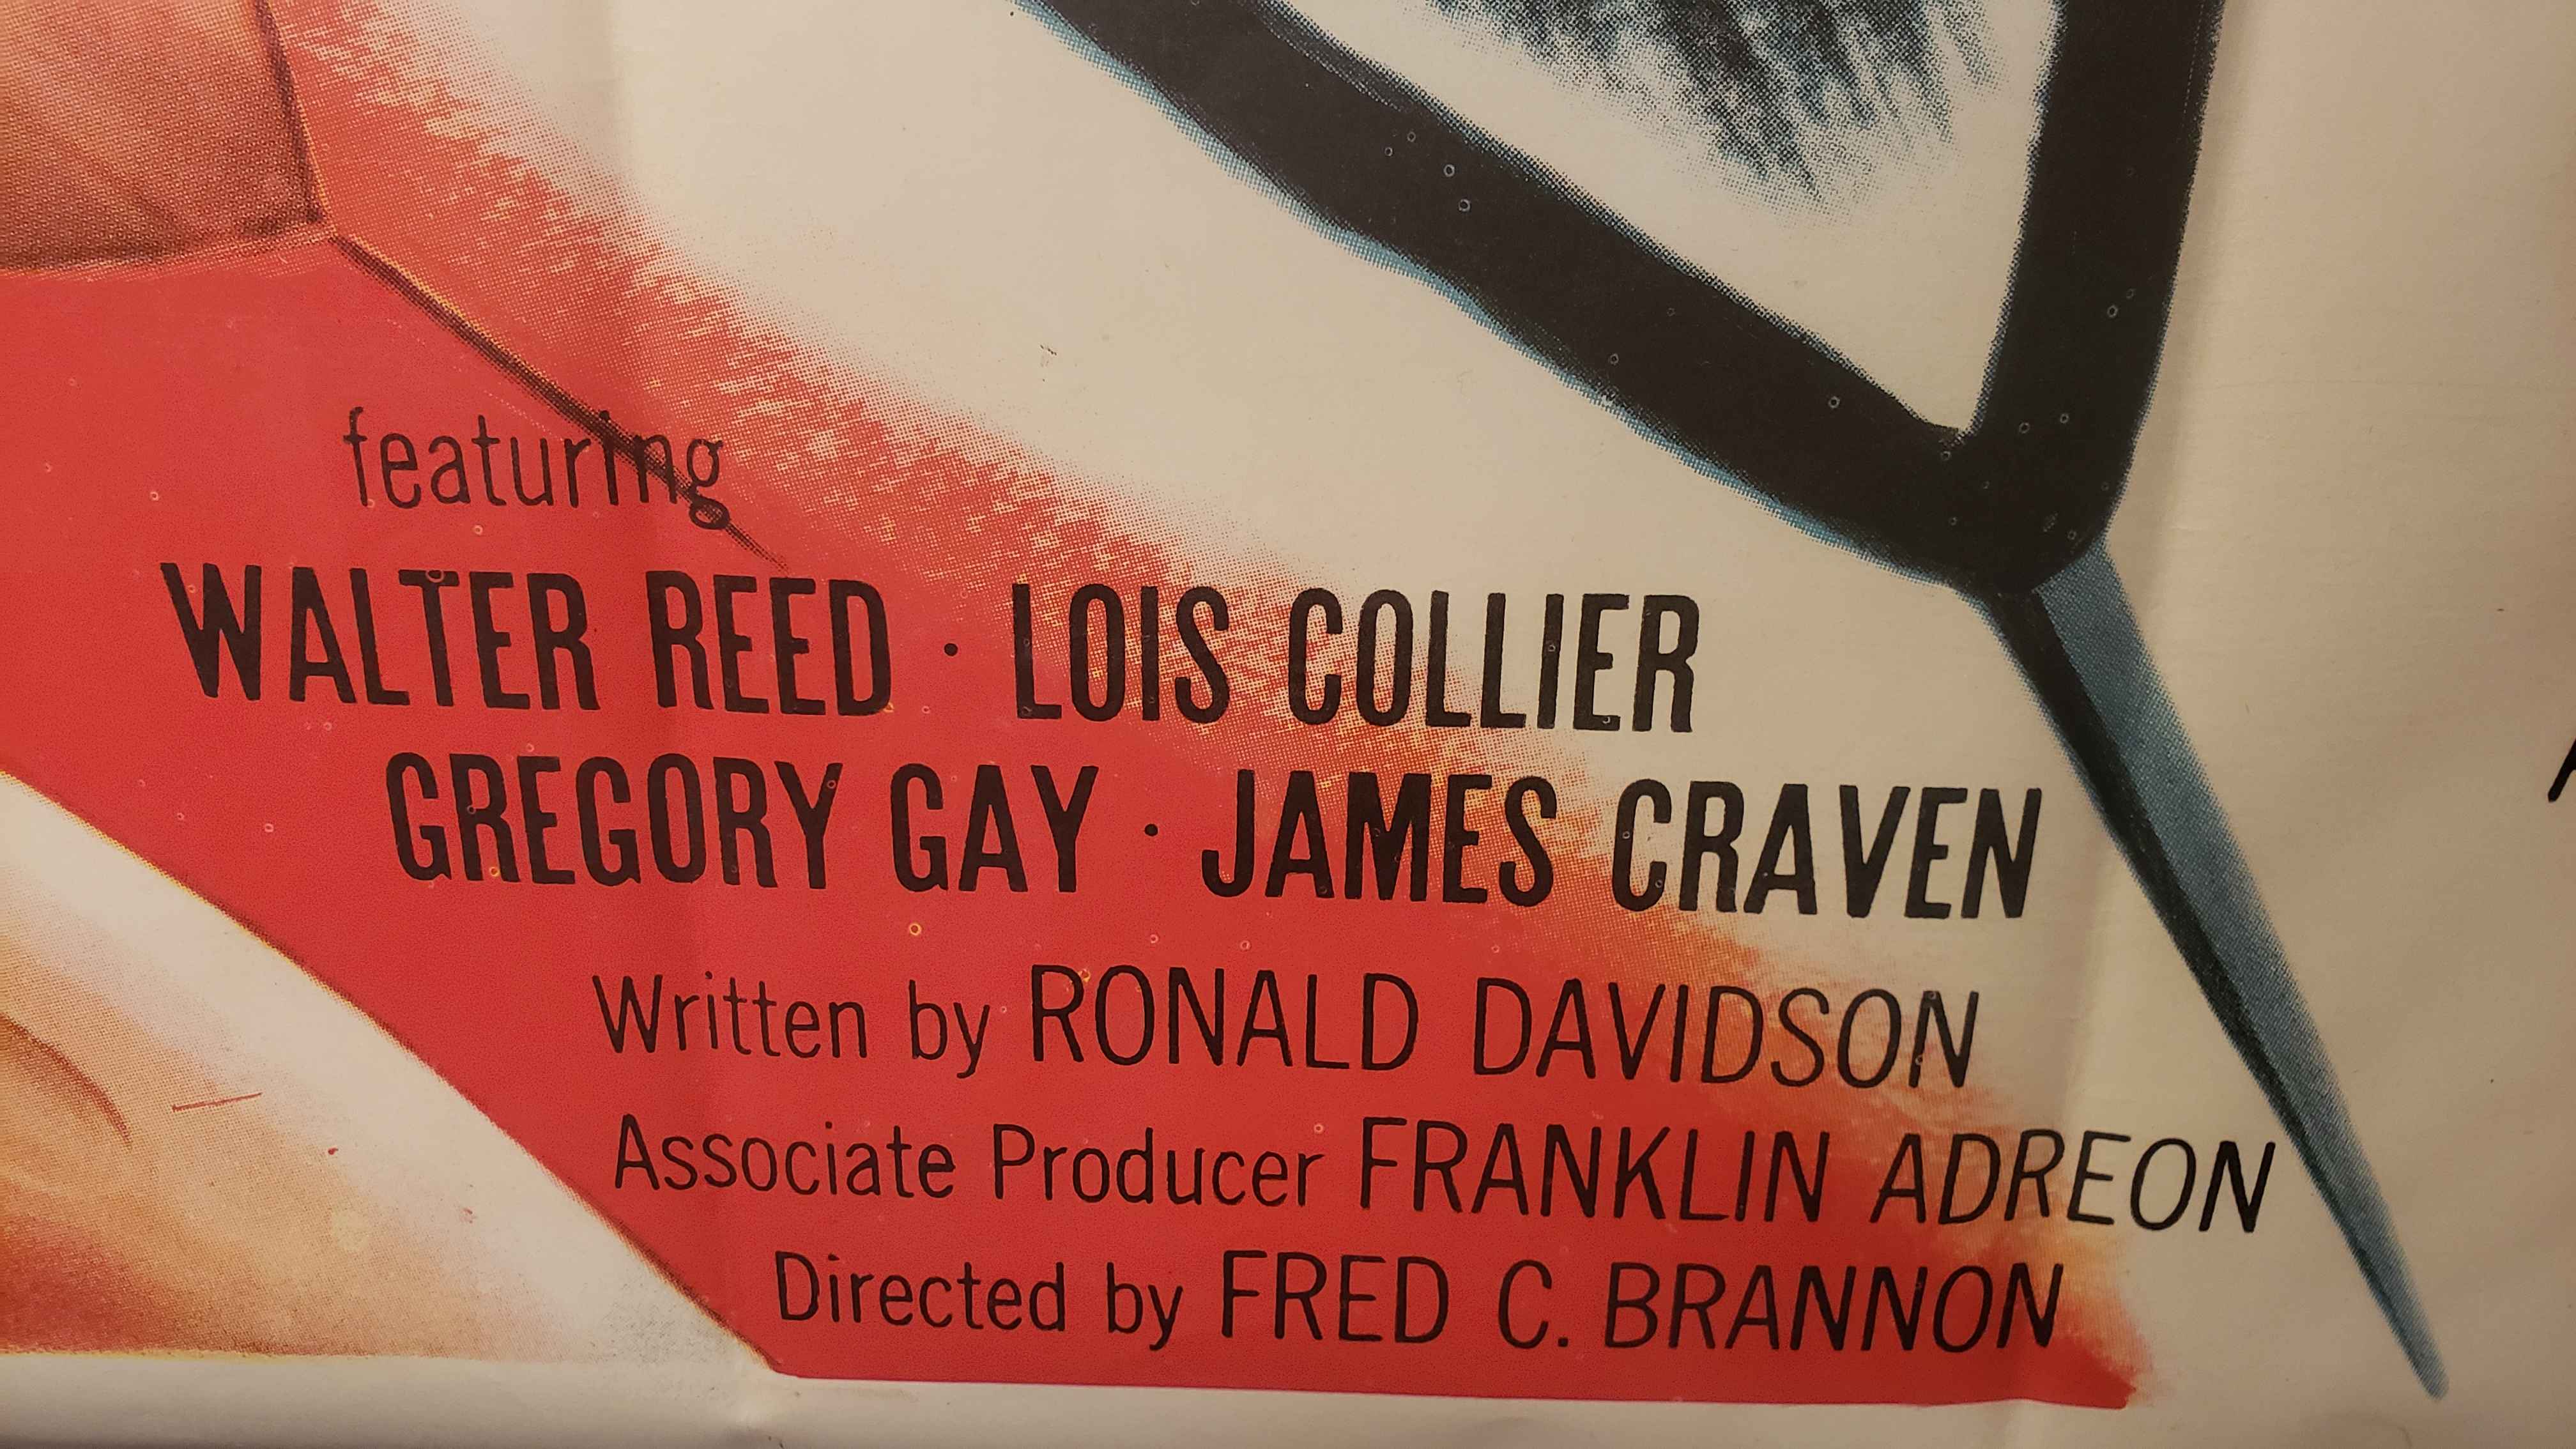 featuring
WALTER REED · LOIS COLLIER
GREGORY GAY · JAMES CRAVEN
Written by RONALD DAVIDSON
Associate Producer FRANKLIN ADREON
Directed by FRED C. BRANNON